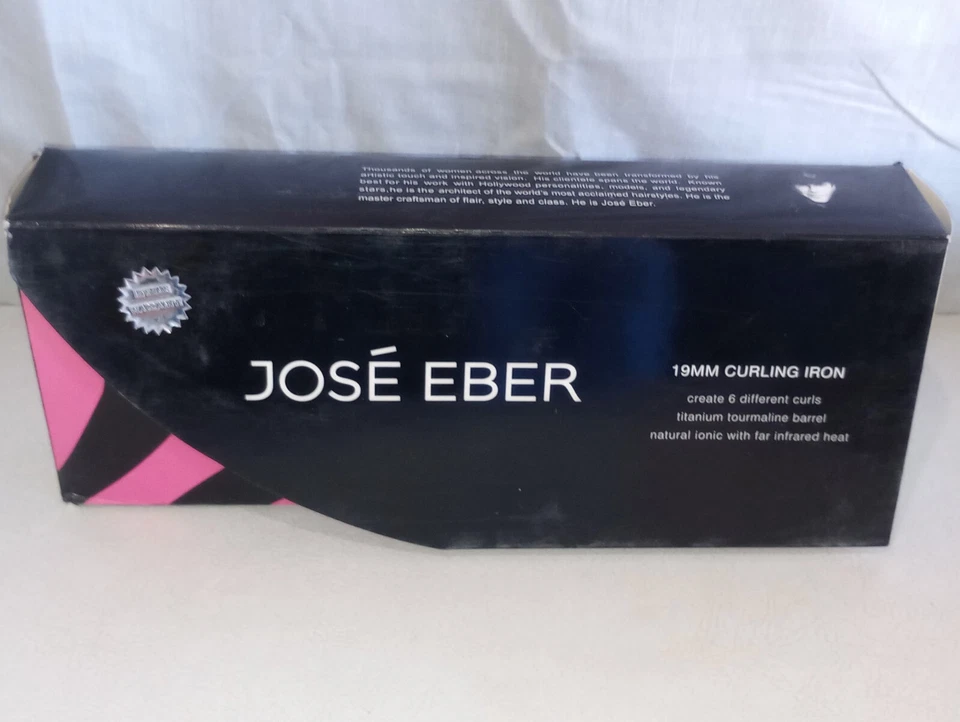 Thousands of women across the world have been transformed by his
artistic touch and inspired vision. His clientele spans the world. Known
best for his work with Hollywood personalities, models, and legendary
stars,he is the architect of the world's most acclaimed hairstyles. He is the
master craftsman of flair, style and class. He is José Eber.
JOSÉ EBER
19MM CURLING IRON
create 6 different curls
titanium tourmaline barrel
natural ionic with far infrared heat